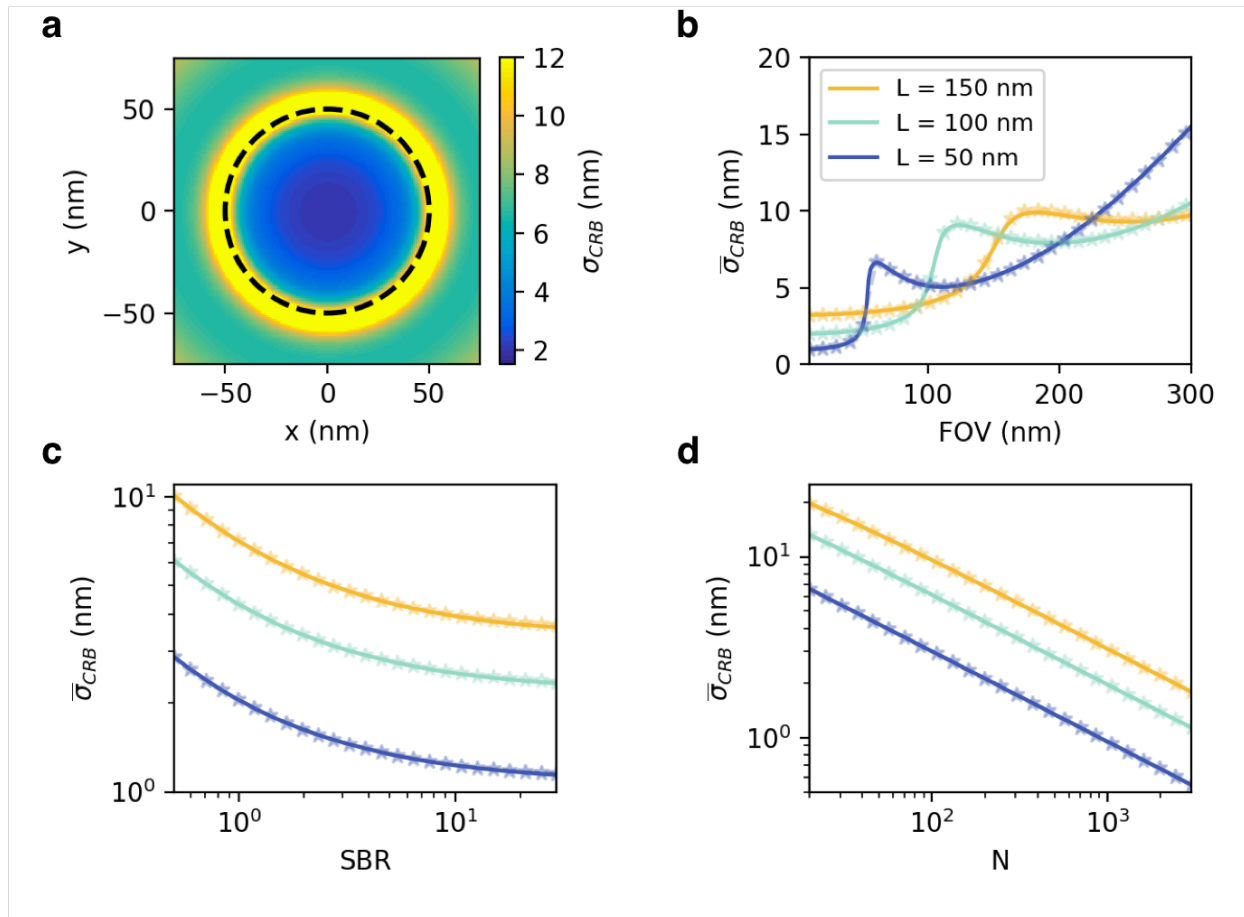 a
12
10
8
6
4
2
σCRB (nm)
50
0
−50
y (nm)
−50 0 50
x (nm)
b
20
15
10
5
0
σ̅CRB (nm)
L = 150 nm
L = 100 nm
L = 50 nm
100 200 300
FOV (nm)
c
10¹
10⁰
σ̅CRB (nm)
10⁰ 10¹
SBR
d
10¹
10⁰
σ̅CRB (nm)
10² 10³
N